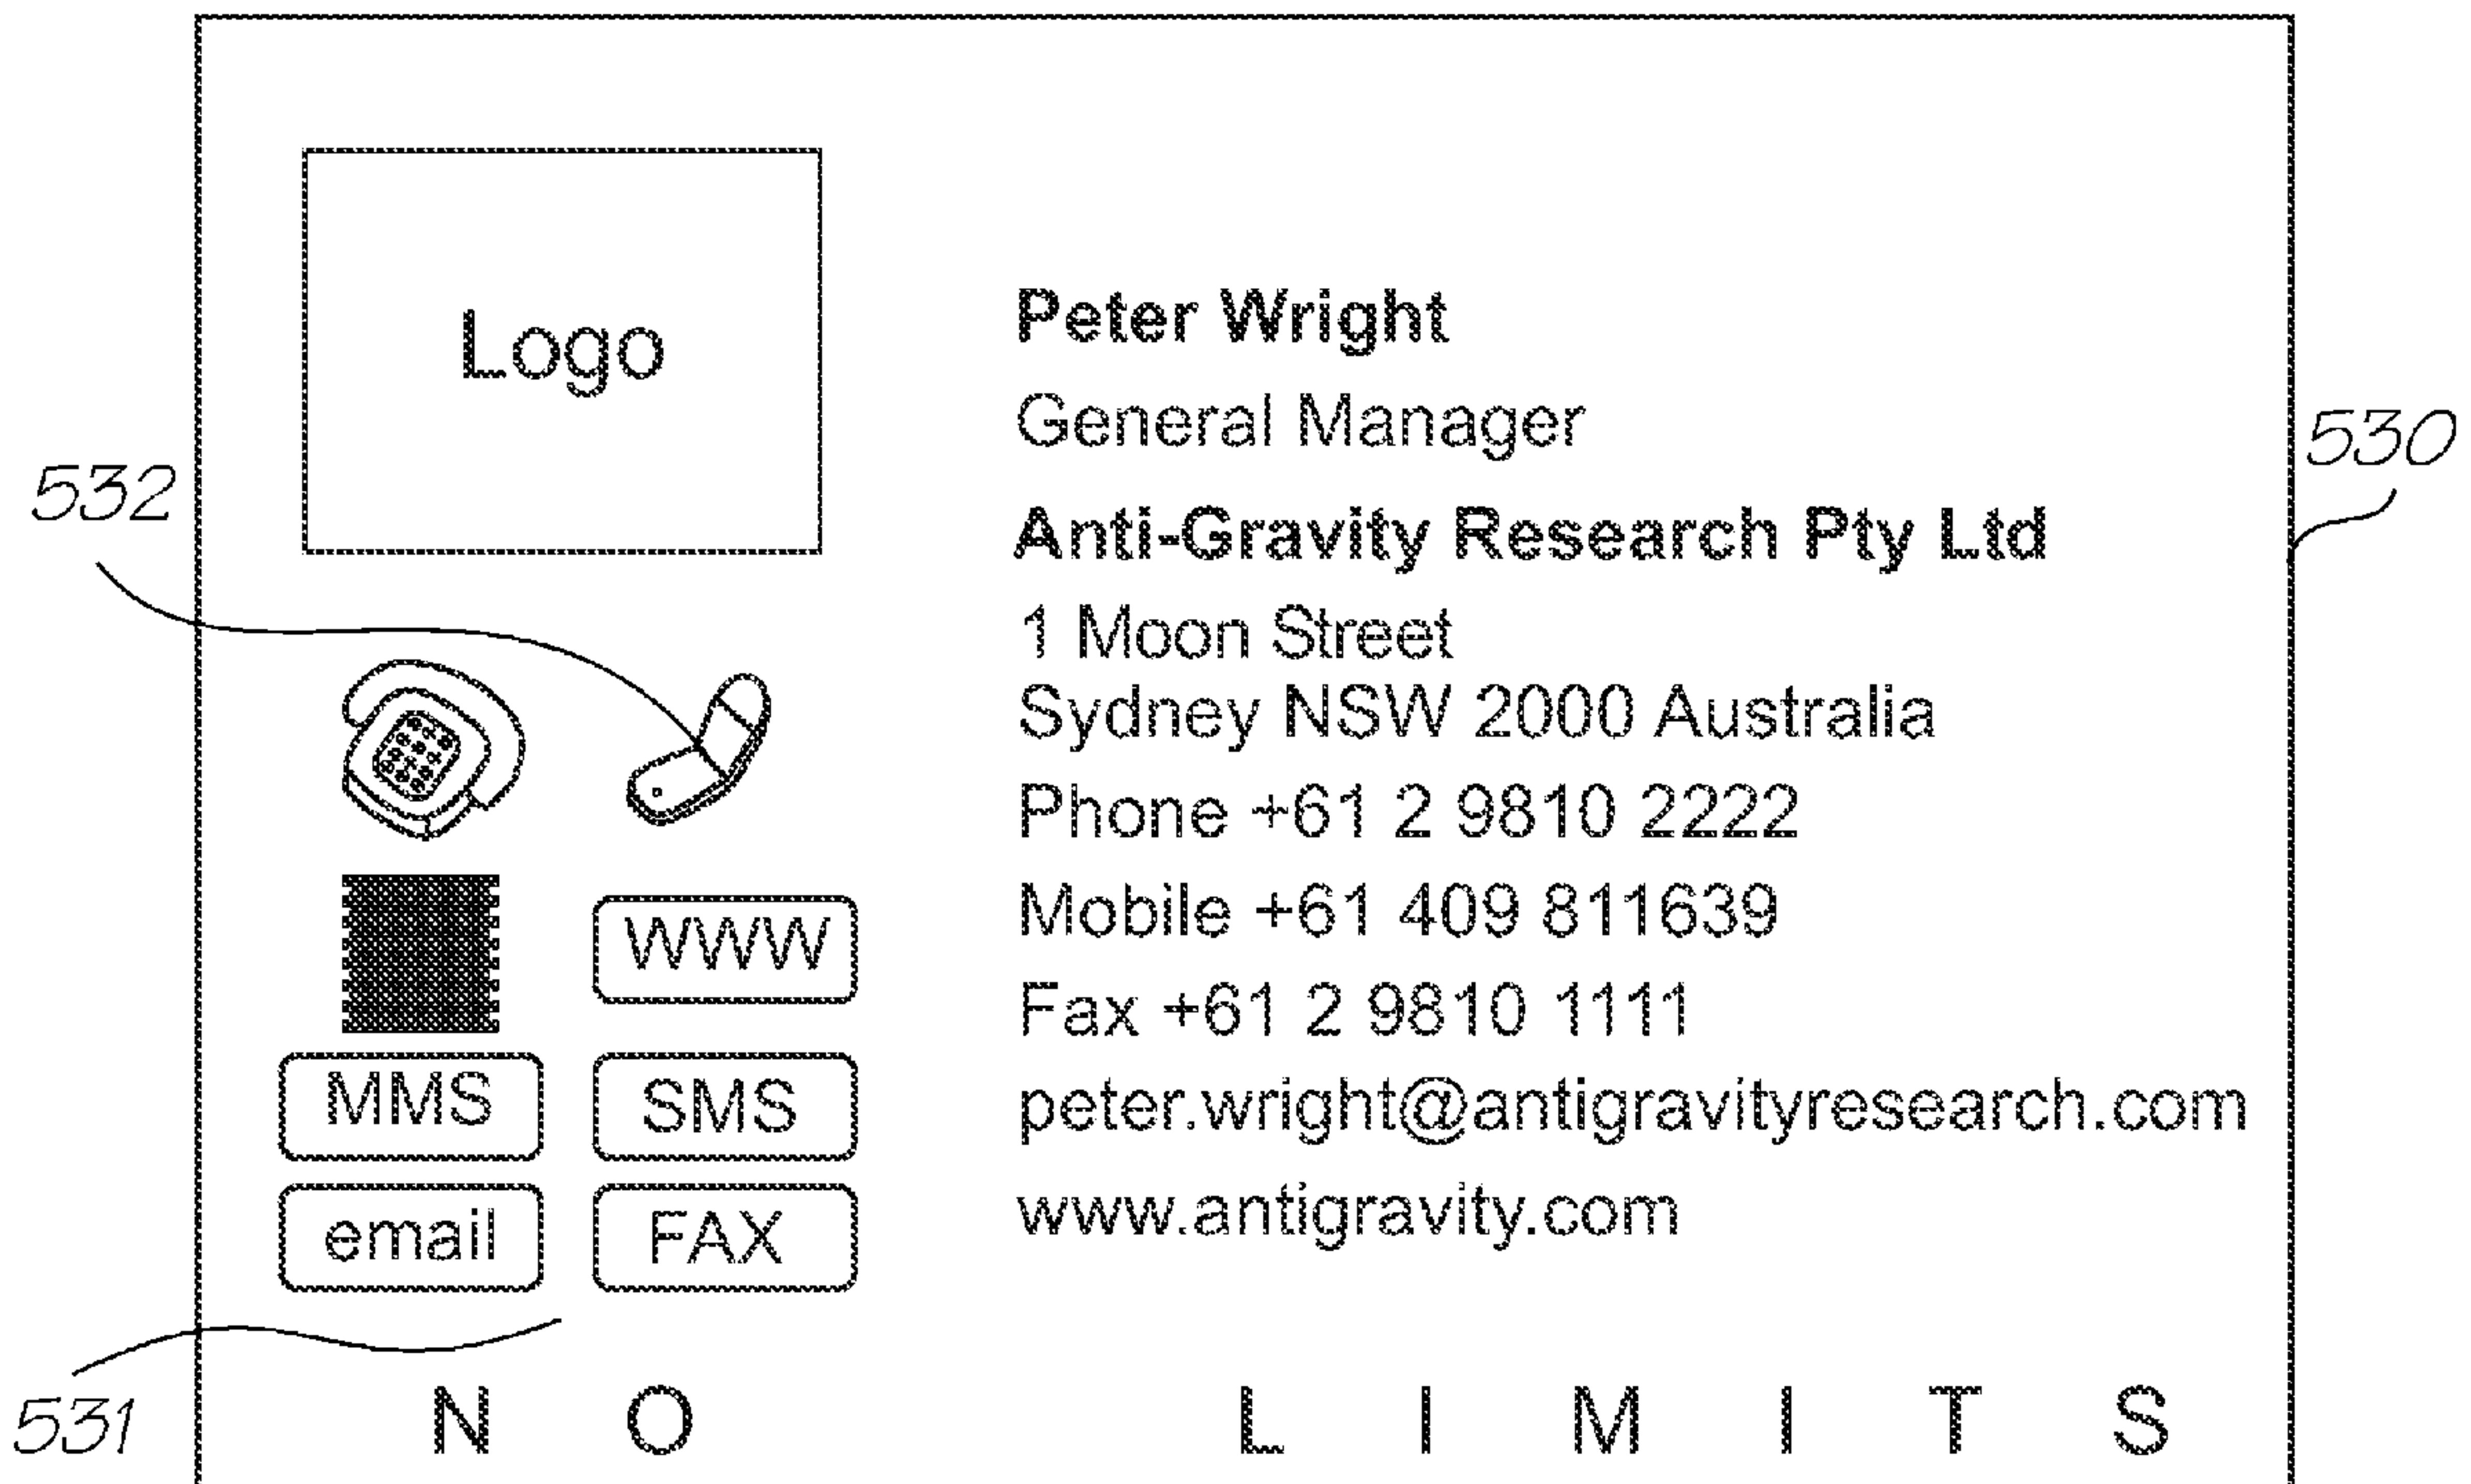 Logo
532
WWW
MMS SMS
email FAX
531
Peter Wright
General Manager
Anti-Gravity Research Pty Ltd
1 Moon Street
Sydney NSW 2000 Australia
Phone +61 2 9810 2222
Mobile +61 409 811639
Fax +61 2 9810 1111
peter.wright@antigravityresearch.com
www.antigravity.com
530
NO LIMITS